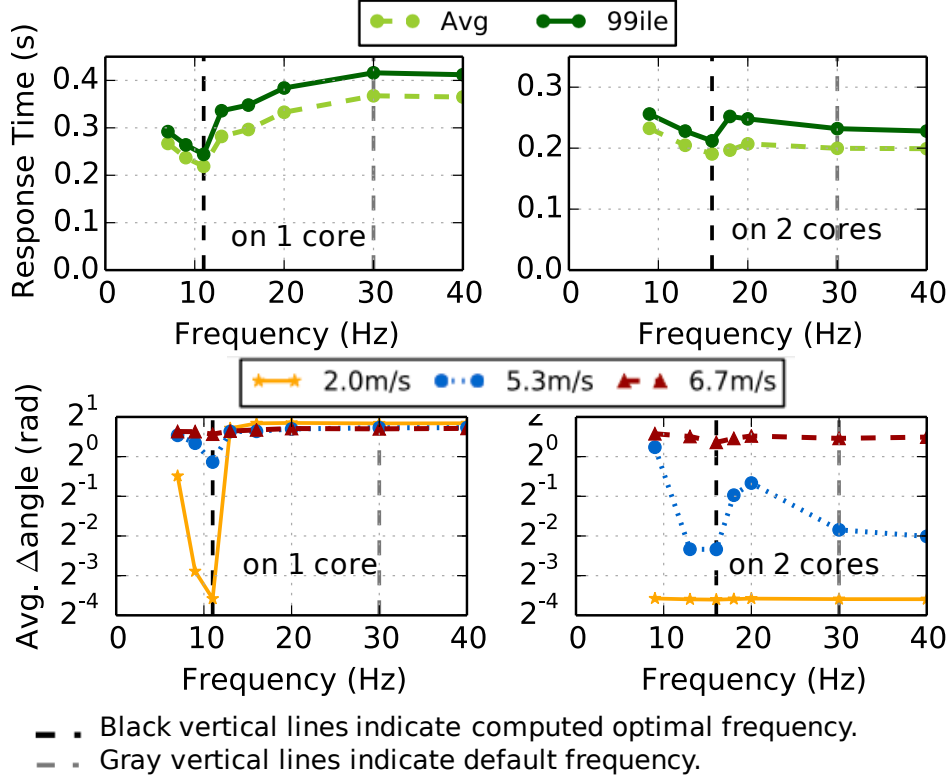 Avg 99ile
Response Time (s)
0.4
0.3
0.2
0.1
0.0
0 10 20 30 40
on 1 core
Frequency (Hz)
0.3
0.2
0.1
0.0
0 10 20 30 40
on 2 cores
Frequency (Hz)
2.0m/s 5.3m/s 6.7m/s
Avg. Δangle (rad)
2^1
2^0
2^-1
2^-2
2^-3
2^-4
0 10 20 30 40
on 1 core
Frequency (Hz)
2
2^0
2^-1
2^-2
2^-3
2^-4
0 10 20 30 40
on 2 cores
Frequency (Hz)
Black vertical lines indicate computed optimal frequency.
Gray vertical lines indicate default frequency.